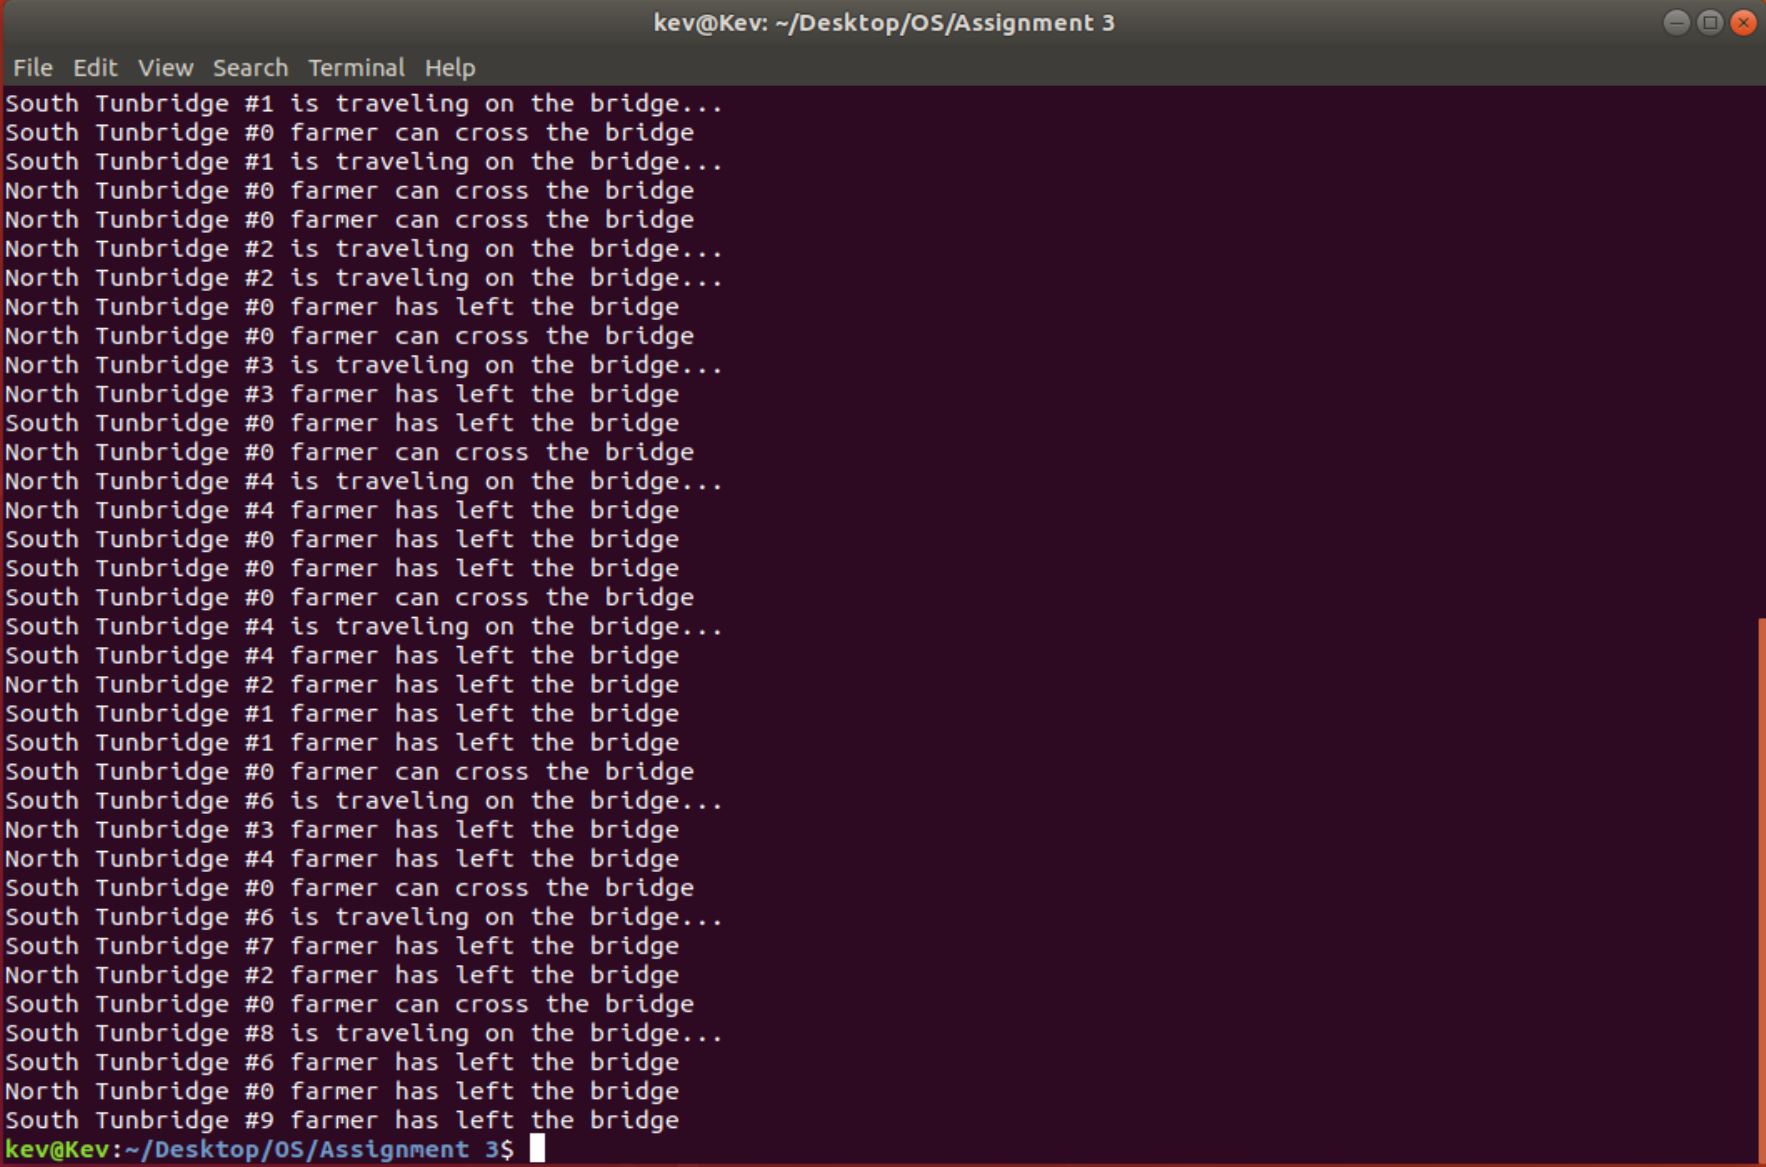 kev@Kev: ~/Desktop/OS/Assignment 3
File Edit View Search Terminal Help
South Tunbridge #1 is traveling on the bridge...
South Tunbridge #0 farmer can cross the bridge
South Tunbridge #1 is traveling on the bridge...
North Tunbridge #0 farmer can cross the bridge
North Tunbridge #0 farmer can cross the bridge
North Tunbridge #2 is traveling on the bridge...
North Tunbridge #2 is traveling on the bridge...
North Tunbridge #0 farmer has left the bridge
North Tunbridge #0 farmer can cross the bridge
North Tunbridge #3 is traveling on the bridge...
North Tunbridge #3 farmer has left the bridge
South Tunbridge #0 farmer has left the bridge
North Tunbridge #0 farmer can cross the bridge
North Tunbridge #4 is traveling on the bridge...
North Tunbridge #4 farmer has left the bridge
South Tunbridge #0 farmer has left the bridge
South Tunbridge #0 farmer has left the bridge
South Tunbridge #0 farmer can cross the bridge
South Tunbridge #4 is traveling on the bridge...
South Tunbridge #4 farmer has left the bridge
North Tunbridge #2 farmer has left the bridge
South Tunbridge #1 farmer has left the bridge
South Tunbridge #1 farmer has left the bridge
South Tunbridge #0 farmer can cross the bridge
South Tunbridge #6 is traveling on the bridge...
North Tunbridge #3 farmer has left the bridge
North Tunbridge #4 farmer has left the bridge
South Tunbridge #0 farmer can cross the bridge
South Tunbridge #6 is traveling on the bridge...
South Tunbridge #7 farmer has left the bridge
North Tunbridge #2 farmer has left the bridge
South Tunbridge #0 farmer can cross the bridge
South Tunbridge #8 is traveling on the bridge...
South Tunbridge #6 farmer has left the bridge
North Tunbridge #0 farmer has left the bridge
South Tunbridge #9 farmer has left the bridge
kev@Kev:~/Desktop/OS/Assignment 3$